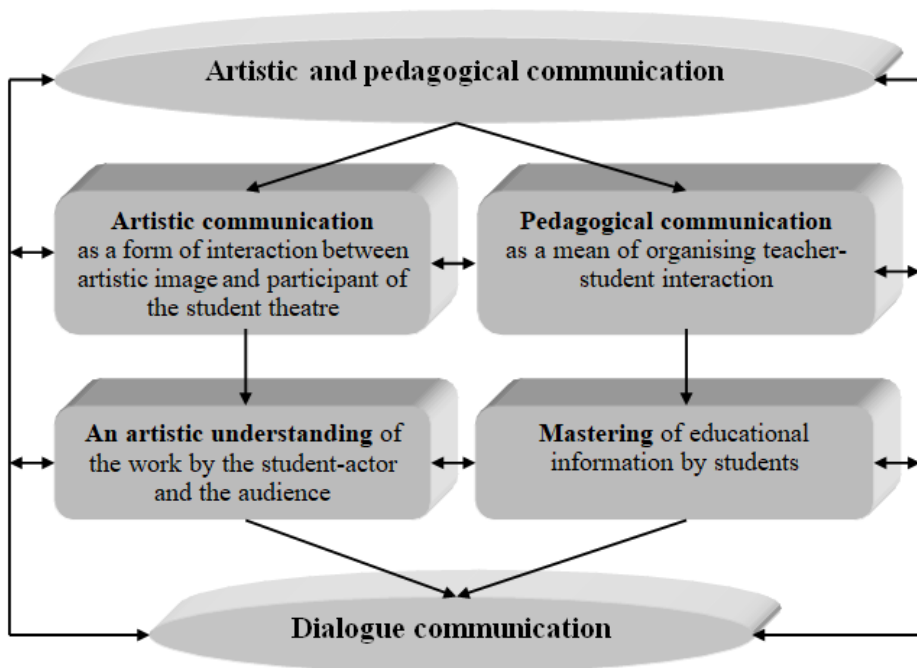 Artistic and pedagogical communication
Artistic communication
as a form of interaction between
artistic image and participant of
the student theatre
Pedagogical communication
as a mean of organising teacher-
student interaction
An artistic understanding of
the work by the student-actor
and the audience
Mastering of educational
information by students
Dialogue communication